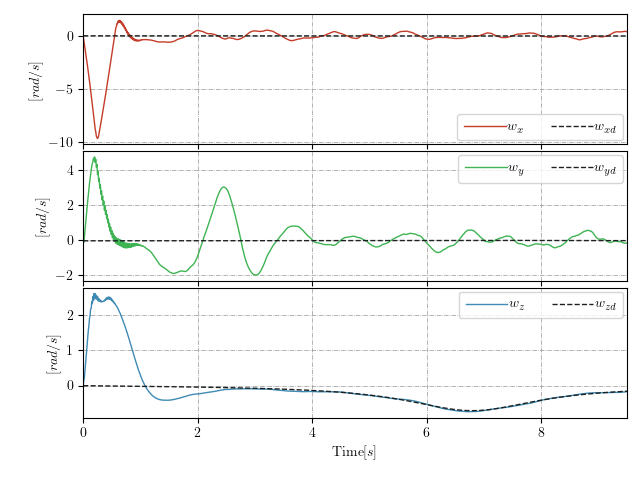 0
−5
−10
[rad/s]
w_x w_xd
4
2
0
−2
[rad/s]
w_y w_yd
2
1
0
[rad/s]
w_z w_zd
0 2 4 6 8
Time[s]